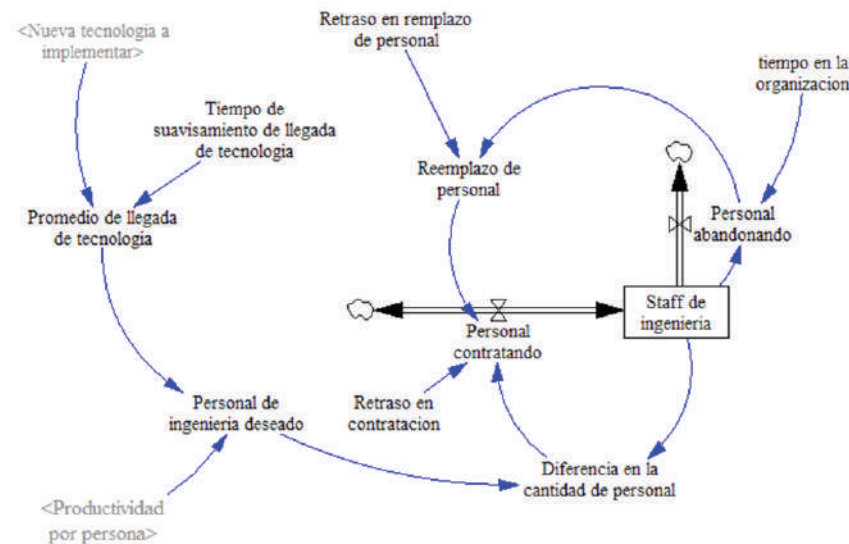 <Nueva tecnologia a
implementar>
Retraso en remplazo
de personal
tiempo en la
organizacion
Tiempo de
suavisamiento de llegada
de tecnologia
Reemplazo de
personal
Promedio de llegada
de tecnologia
Personal
abandonando
Staff de
ingenieria
Personal
contratando
Personal de
ingenieria deseado
Retraso en
contratacion
Diferencia en la
cantidad de personal
<Productividad
por persona>